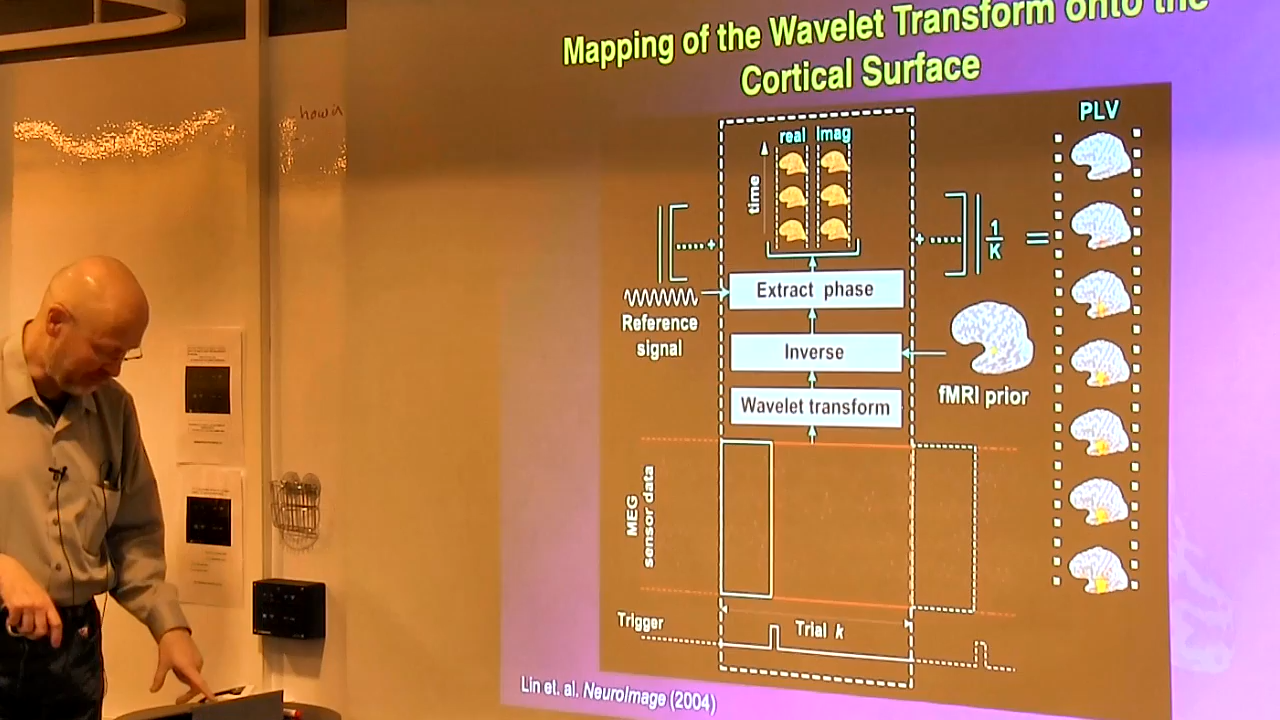 Mapping of the Wavelet Transform onto the
Cortical Surface
how
PLV
real imag
time
1
K
=
Extract phase
Reference
signal
Inverse
fMRI prior
Wavelet transform
MEG
sensor data
Trigger
Trial k
Lin et. al. NeuroImage (2004)